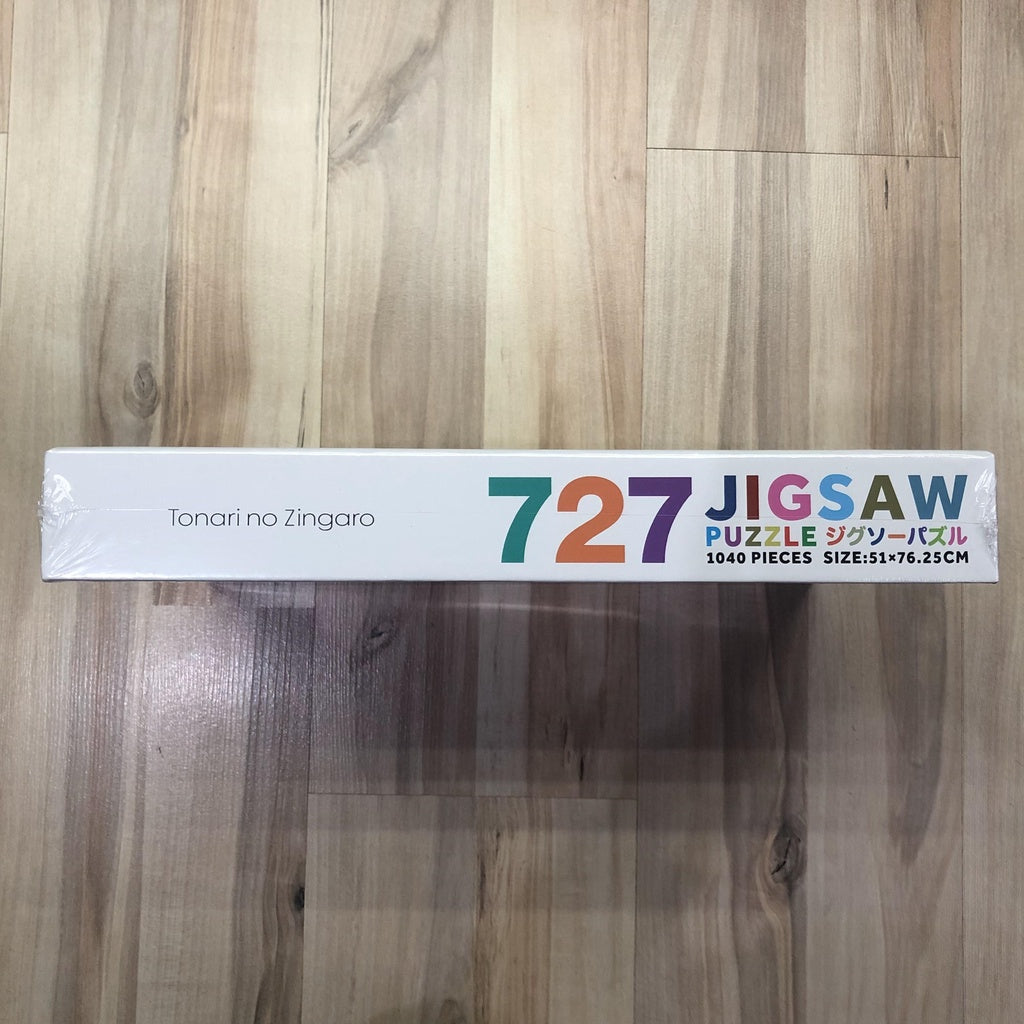 Tonari no Zingaro
727
JIGSAW
PUZZLE ジグソーパズル
1040 PIECES SIZE:51×76.25CM